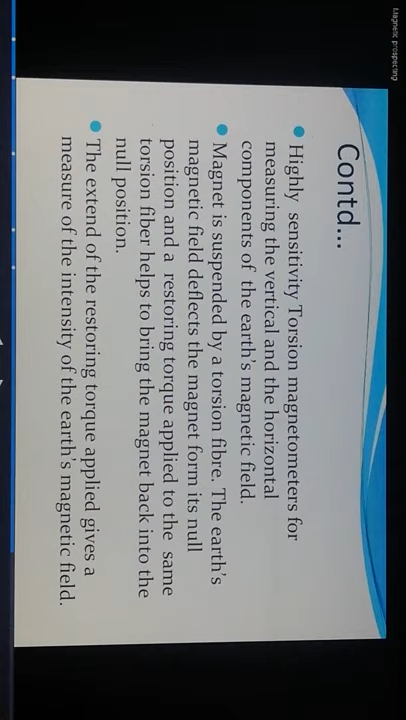 Magnetic prospecting
Contd...
Highly sensitivity Torsion magnetometers for
measuring the vertical and the horizontal
components of the earth's magnetic field.
Magnet is suspended by a torsion fibre. The earth's
magnetic field deflects the magnet form its null
position and a restoring torque applied to the same
torsion fiber helps to bring the magnet back into the
null position.
The extend of the restoring torque applied gives a
measure of the intensity of the earth's magnetic field.